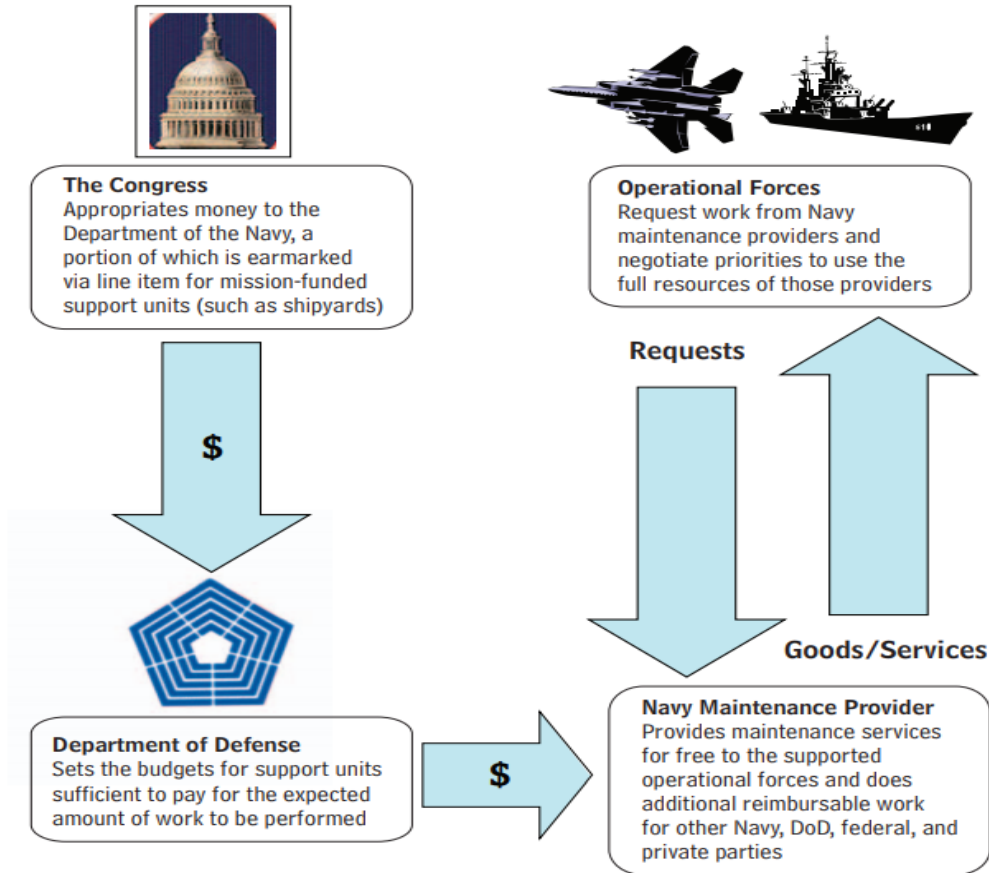 The Congress
Appropriates money to the
Department of the Navy, a
portion of which is earmarked
via line item for mission-funded
support units (such as shipyards)
$
Department of Defense
Sets the budgets for support units
sufficient to pay for the expected
amount of work to be performed
$
Operational Forces
Request work from Navy
maintenance providers and
negotiate priorities to use the
full resources of those providers
Requests
Goods/Services
Navy Maintenance Provider
Provides maintenance services
for free to the supported
operational forces and does
additional reimbursable work
for other Navy, DoD, federal, and
private parties